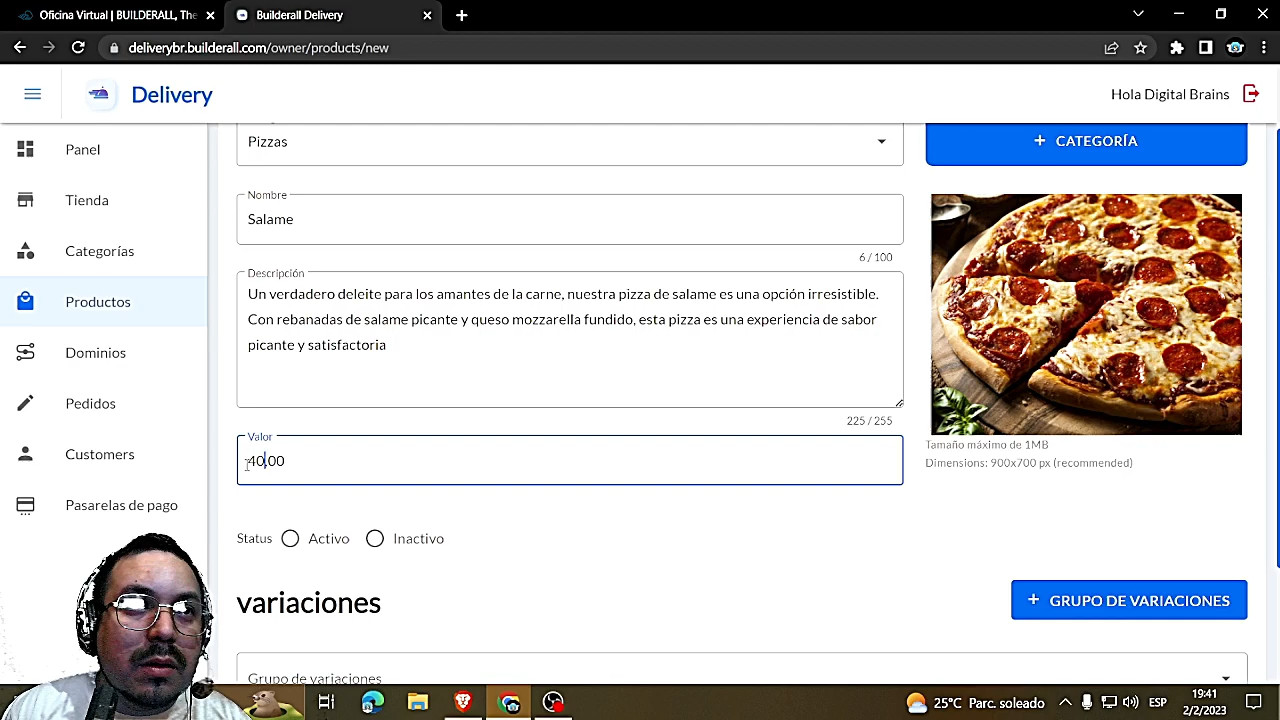 Oficina Virtual | BUILDERALL, The
Builderall Delivery
deliverybr.builderall.com/owner/products/new
Delivery
Hola Digital Brains
Panel
Tienda
Categorías
Productos
Dominios
Pedidos
Customers
Pasarelas de pago
Pizzas
+ CATEGORÍA
Nombre
Salame
6 / 100
Descripción
Un verdadero deleite para los amantes de la carne, nuestra pizza de salame es una opción irresistible.
Con rebanadas de salame picante y queso mozzarella fundido, esta pizza es una experiencia de sabor
picante y satisfactoria
225 / 255
Tamaño máximo de 1MB
Dimensions: 900x700 px (recommended)
Valor
40,00
Status
Activo
Inactivo
variaciones
+ GRUPO DE VARIACIONES
Grupo de variaciones
25°C Parc. soleado
ESP
19:41
2/2/2023